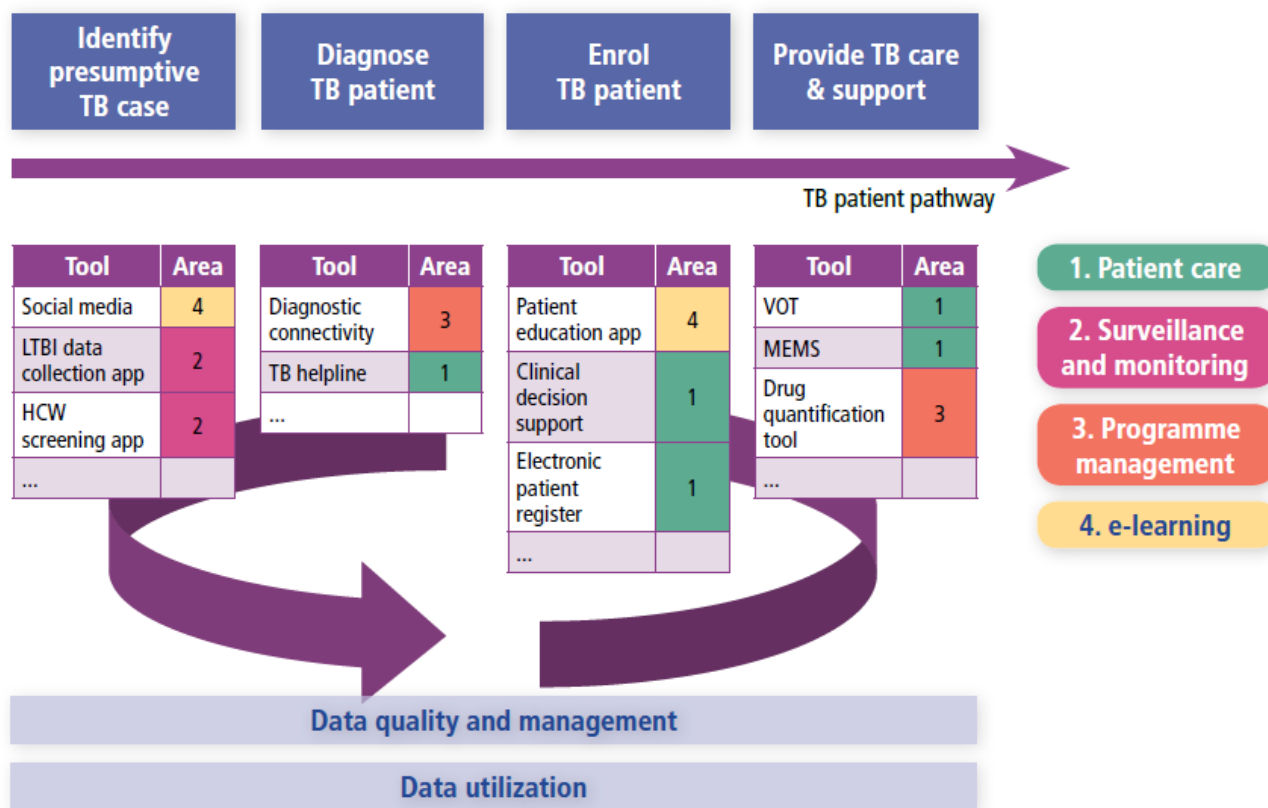 Identify
presumptive
TB case
Diagnose
TB patient
Enrol
TB patient
Provide TB care
& support
TB patient pathway
Tool Area
Social media 4
LTBI data
collection app 2
HCW
screening app 2
...
Tool Area
Diagnostic
connectivity 3
TB helpline 1
...
Tool Area
Patient
education app 4
Clinical
decision
support 1
Electronic
patient
register 1
...
Tool Area
VOT 1
MEMS 1
Drug
quantification
tool 3
...
1. Patient care
2. Surveillance
and monitoring
3. Programme
management
4. e-learning
Data quality and management
Data utilization